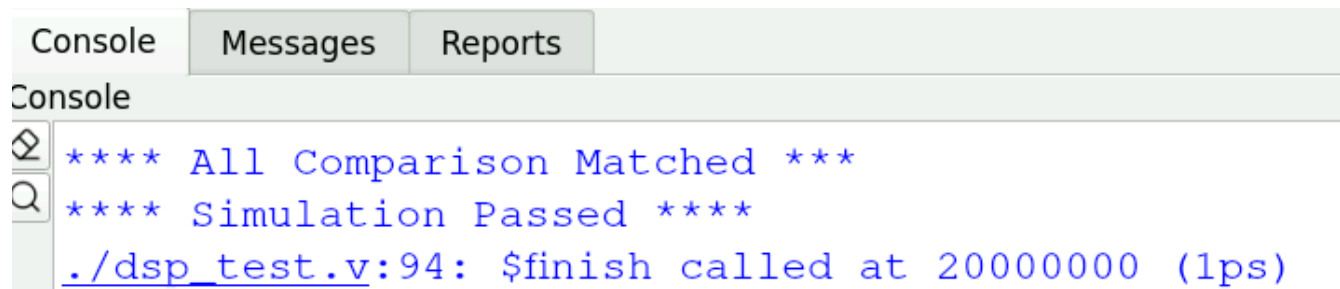 Console Messages Reports
Console
**** All Comparison Matched ***
**** Simulation Passed ****
./dsp_test.v:94: $finish called at 20000000 (1ps)